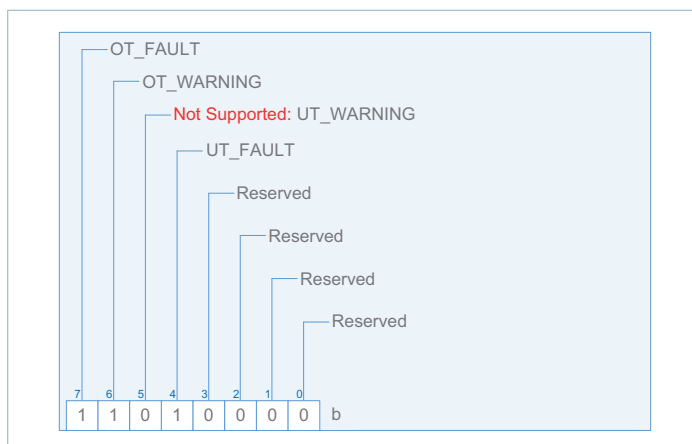 OT_FAULT
OT_WARNING
Not Supported: UT_WARNING
UT_FAULT
Reserved
Reserved
Reserved
Reserved
7 6 5 4 3 2 1 0
1 1 0 1 0 0 0 0 b